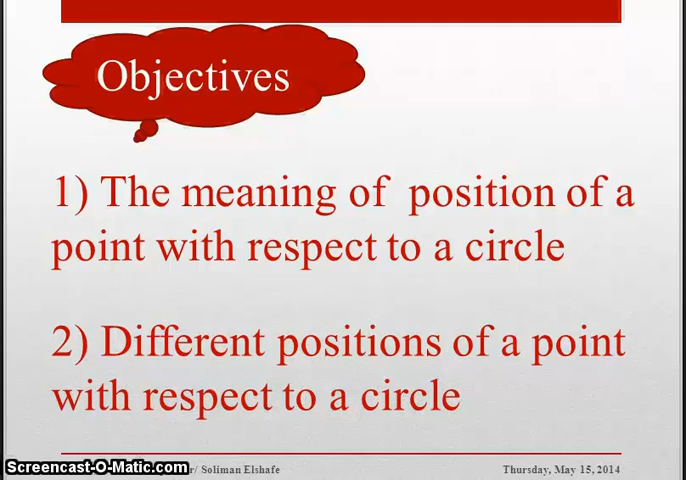 Objectives
1) The meaning of position of a
point with respect to a circle
2) Different positions of a point
with respect to a circle
Screencast-O-Matic.com / Soliman Elshafe Thursday, May 15, 2014